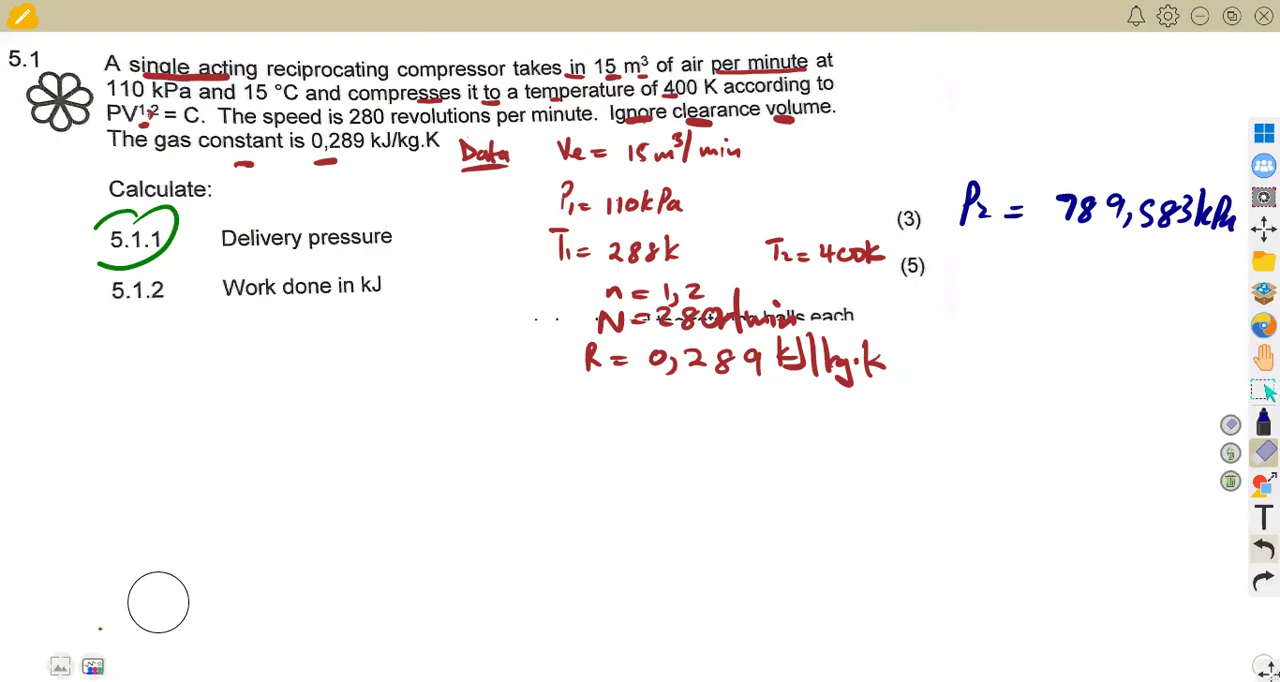 5.1
A single acting reciprocating compressor takes in 15 m³ of air per minute at
110 kPa and 15 °C and compresses it to a temperature of 400 K according to
PV¹·² = C. The speed is 280 revolutions per minute. Ignore clearance volume.
The gas constant is 0,289 kJ/kg.K
Data
Ve = 15m³/min
P₁ = 110kPa
T₁ = 288k
T₂ = 400k
n = 1,2
N = 280r/min
R = 0,289 kJ/kg.k
P₂ = 789,583kPa
Calculate:
5.1.1 Delivery pressure (3)
5.1.2 Work done in kJ (5)
balls each
T